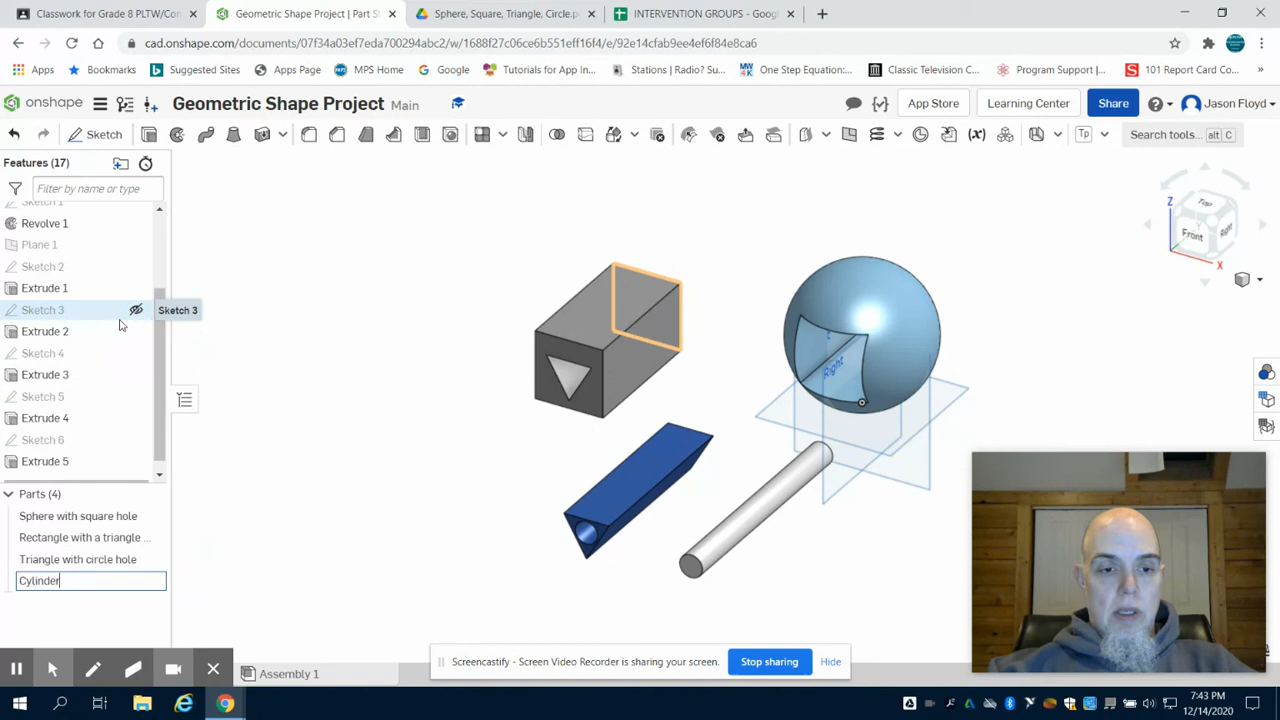 Classwork for Grade 8 PLTW/Con
Geometric Shape Project | Part S
Sphere, Square, Triangle, Circle.p
INTERVENTION GROUPS - Goog
cad.onshape.com/documents/07f34a03ef7eda700294abc2/w/1688f27c06ce6b551eff16f4/e/92e14cfab9ee4ef6f84e8ca6
Apps
Bookmarks
Suggested Sites
Apps Page
MPS Home
Google
Tutorials for App In...
Stations | Radio? Su...
One Step Equation:...
Classic Television C...
Program Support |...
101 Report Card Co...
onshape
Geometric Shape Project Main
App Store
Learning Center
Share
Jason Floyd
Sketch
Search tools... alt C
Features (17)
Filter by name or type
Sketch 1
Revolve 1
Plane 1
Sketch 2
Extrude 1
Sketch 3
Sketch 3
Extrude 2
Sketch 4
Extrude 3
Sketch 5
Extrude 4
Sketch 6
Extrude 5
Parts (4)
Sphere with square hole
Rectangle with a triangle ...
Triangle with circle hole
Cylinder
Right
Z
Top
Front
Right
X
Screencastify - Screen Video Recorder is sharing your screen.
Stop sharing
Hide
Assembly 1
7:43 PM
12/14/2020